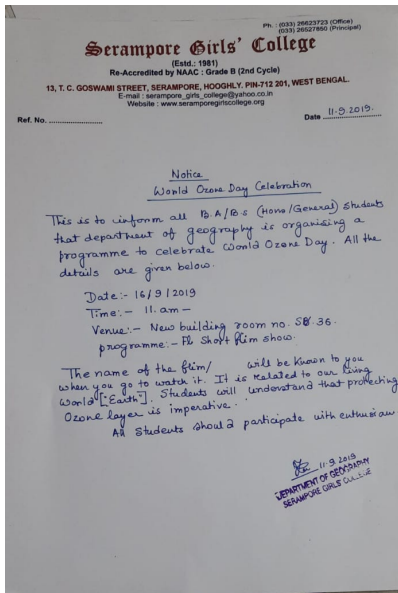 Ph. : (033) 26623723 (Office)
(033) 26527850 (Principal)
Serampore Girls' College
(Estd.: 1981)
Re-Accredited by NAAC : Grade B (2nd Cycle)
13, T. C. GOSWAMI STREET, SERAMPORE, HOOGHLY. PIN-712 201, WEST BENGAL.
E-mail : serampore_girls_college@yahoo.co.in
Website : www.seramporegirlscollege.org
Ref. No. ........................ Date 11-9-2019.
Notice
World Ozone Day Celebration
This is to inform all B.A/B.S (Hons/General) students
that department of geography is organising a
programme to celebrate World Ozone Day. All the
details are given below.
Date:- 16/9/2019
Time:- 11. am -
Venue:- New building room no. 36.
programme:- Short flim show.
The name of the flim/ will be known to you
when you go to watch it. It is related to our living
World ["Earth"]. Students will understand that protecting
Ozone layer is imperative.
All students should participate with enthusiasm
11-9-2019
DEPARTMENT OF GEOGRAPHY
SERAMPORE GIRLS' COLLEGE